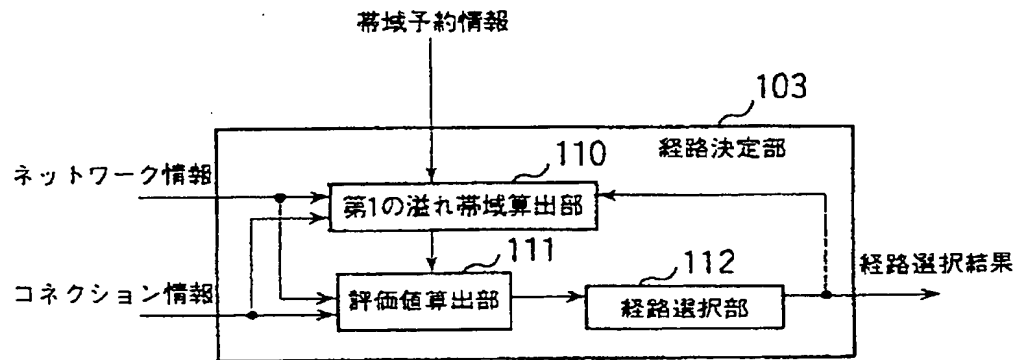 帯域予約情報
103
経路決定部
110
ネットワーク情報
第1の溢れ帯域算出部
111
112
経路選択結果
コネクション情報
評価値算出部
経路選択部